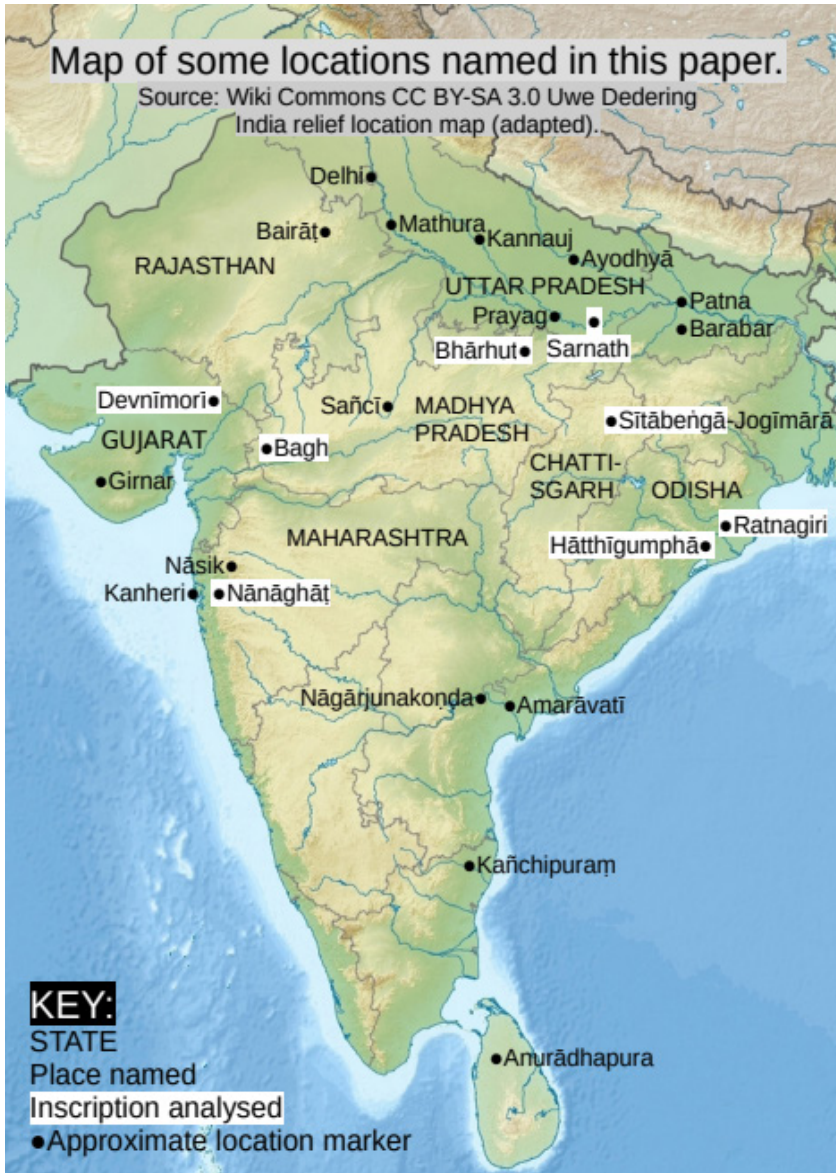 Map of some locations named in this paper.
Source: Wiki Commons CC BY-SA 3.0 Uwe Dedering
India relief location map (adapted).
Delhi
Bairāṭ
Mathura
Kannauj
Ayodhyā
RAJASTHAN
UTTAR PRADESH
Patna
Prayag
Barabar
Bhārhut
Sarnath
Devnīmorī
Sañcī
MADHYA
PRADESH
Sītābeṅgā-Jogīmārā
GUJARAT
Bagh
CHATTI-
SGARH
Girnar
ODISHA
Ratnagiri
MAHARASHTRA
Hātthīgumphā
Nāsik
Kanheri
Nānāghāṭ
Nāgārjunakoṇḍa
Amarāvatī
Kañchipuraṃ
Anurādhapura
KEY:
STATE
Place named
Inscription analysed
●Approximate location marker